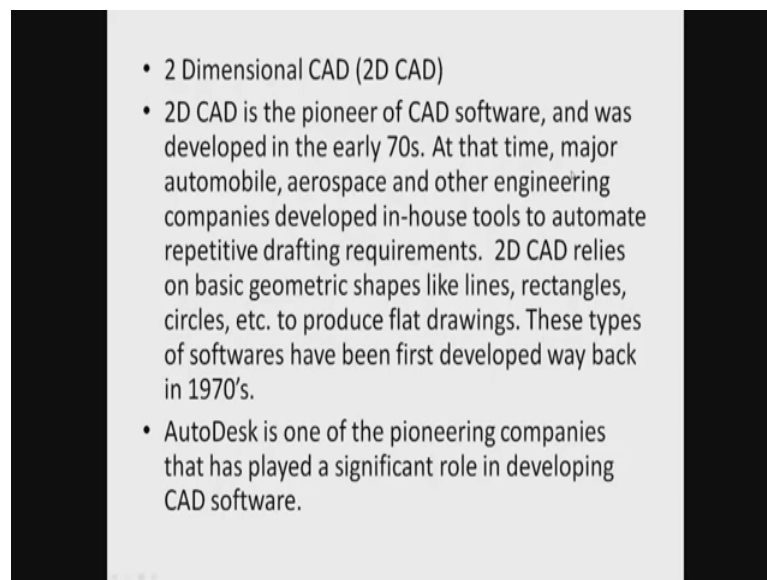 • 2 Dimensional CAD (2D CAD)
• 2D CAD is the pioneer of CAD software, and was
developed in the early 70s. At that time, major
automobile, aerospace and other engineering
companies developed in-house tools to automate
repetitive drafting requirements. 2D CAD relies
on basic geometric shapes like lines, rectangles,
circles, etc. to produce flat drawings. These types
of softwares have been first developed way back
in 1970's.
• AutoDesk is one of the pioneering companies
that has played a significant role in developing
CAD software.